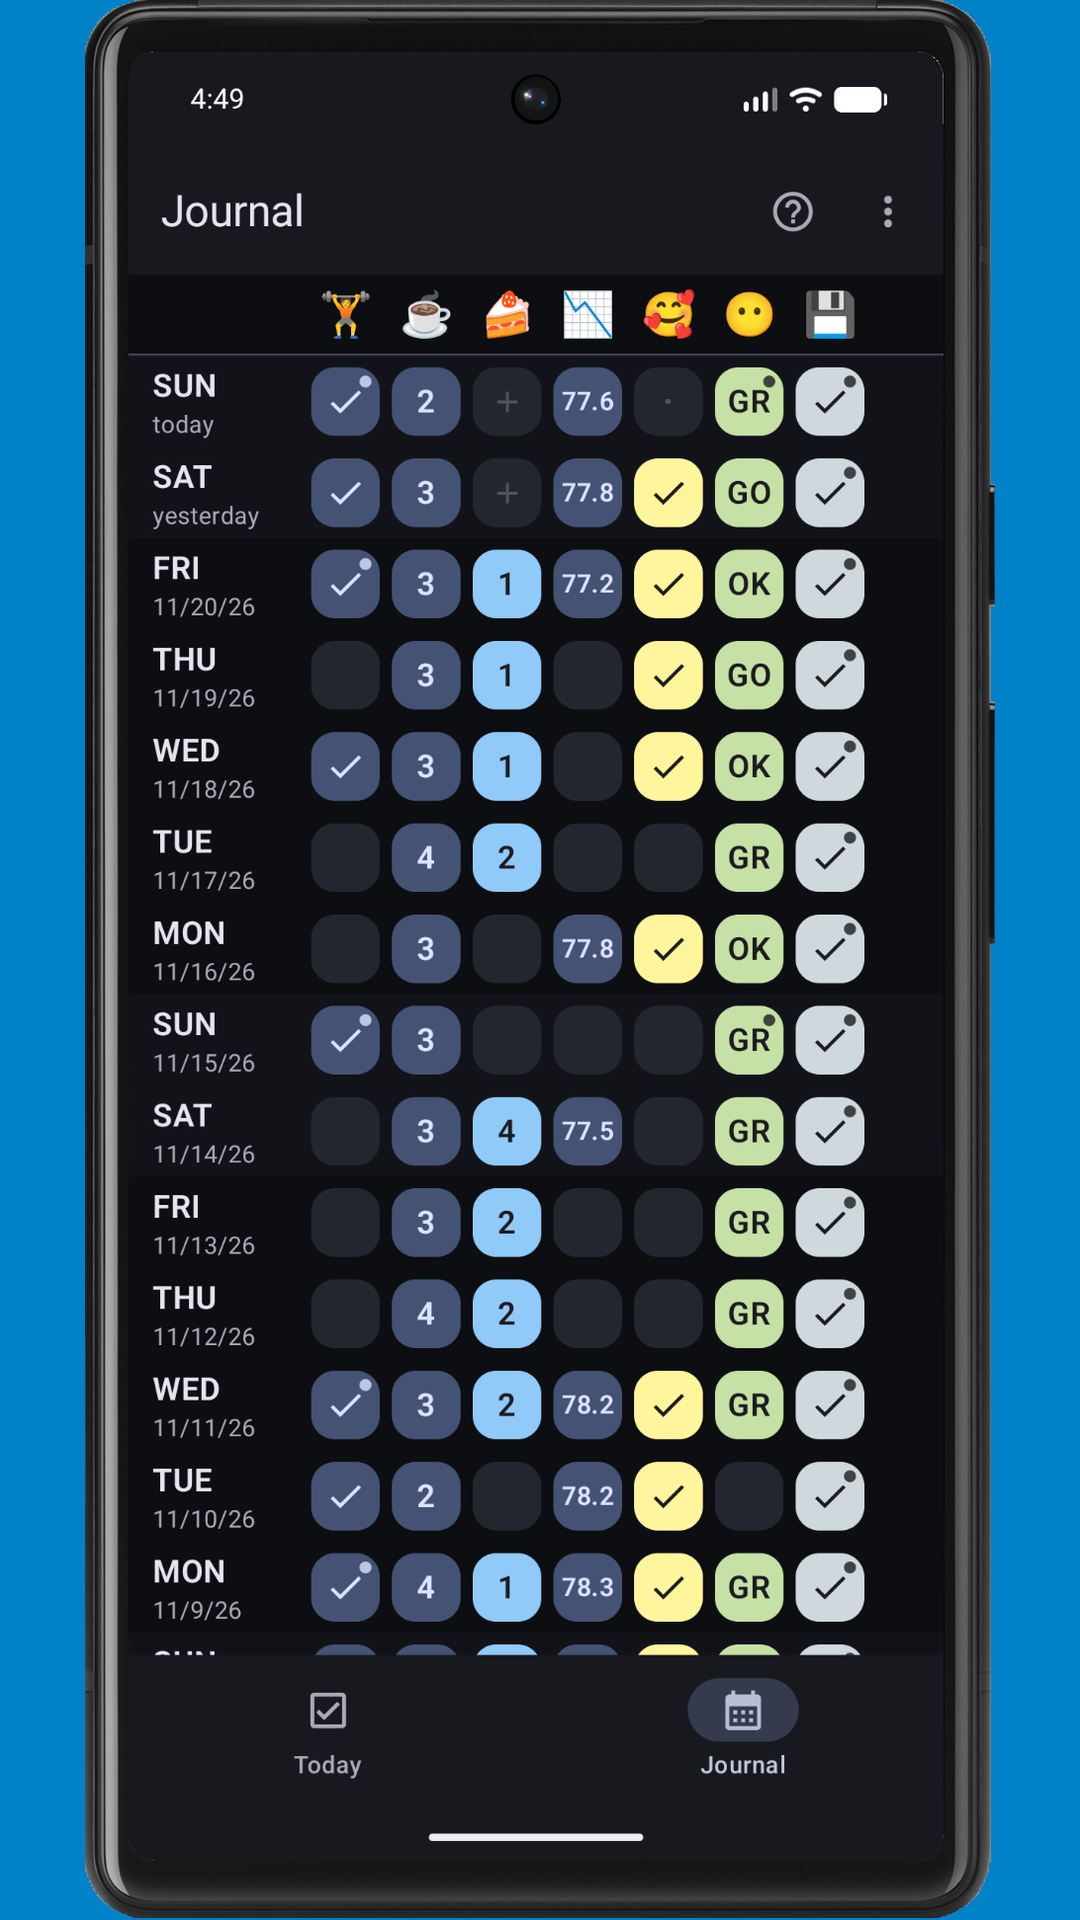 4:49
Journal
SUN
today
2 + 77.6 GR
SAT
yesterday
3 + 77.8 GO
FRI
11/20/26
3 1 77.2 OK
THU
11/19/26
3 1 GO
WED
11/18/26
3 1 OK
TUE
11/17/26
4 2 GR
MON
11/16/26
3 77.8 OK
SUN
11/15/26
3 GR
SAT
11/14/26
3 4 77.5 GR
FRI
11/13/26
3 2 GR
THU
11/12/26
4 2 GR
WED
11/11/26
3 2 78.2 GR
TUE
11/10/26
2 78.2
MON
11/9/26
4 1 78.3 GR
Today
Journal